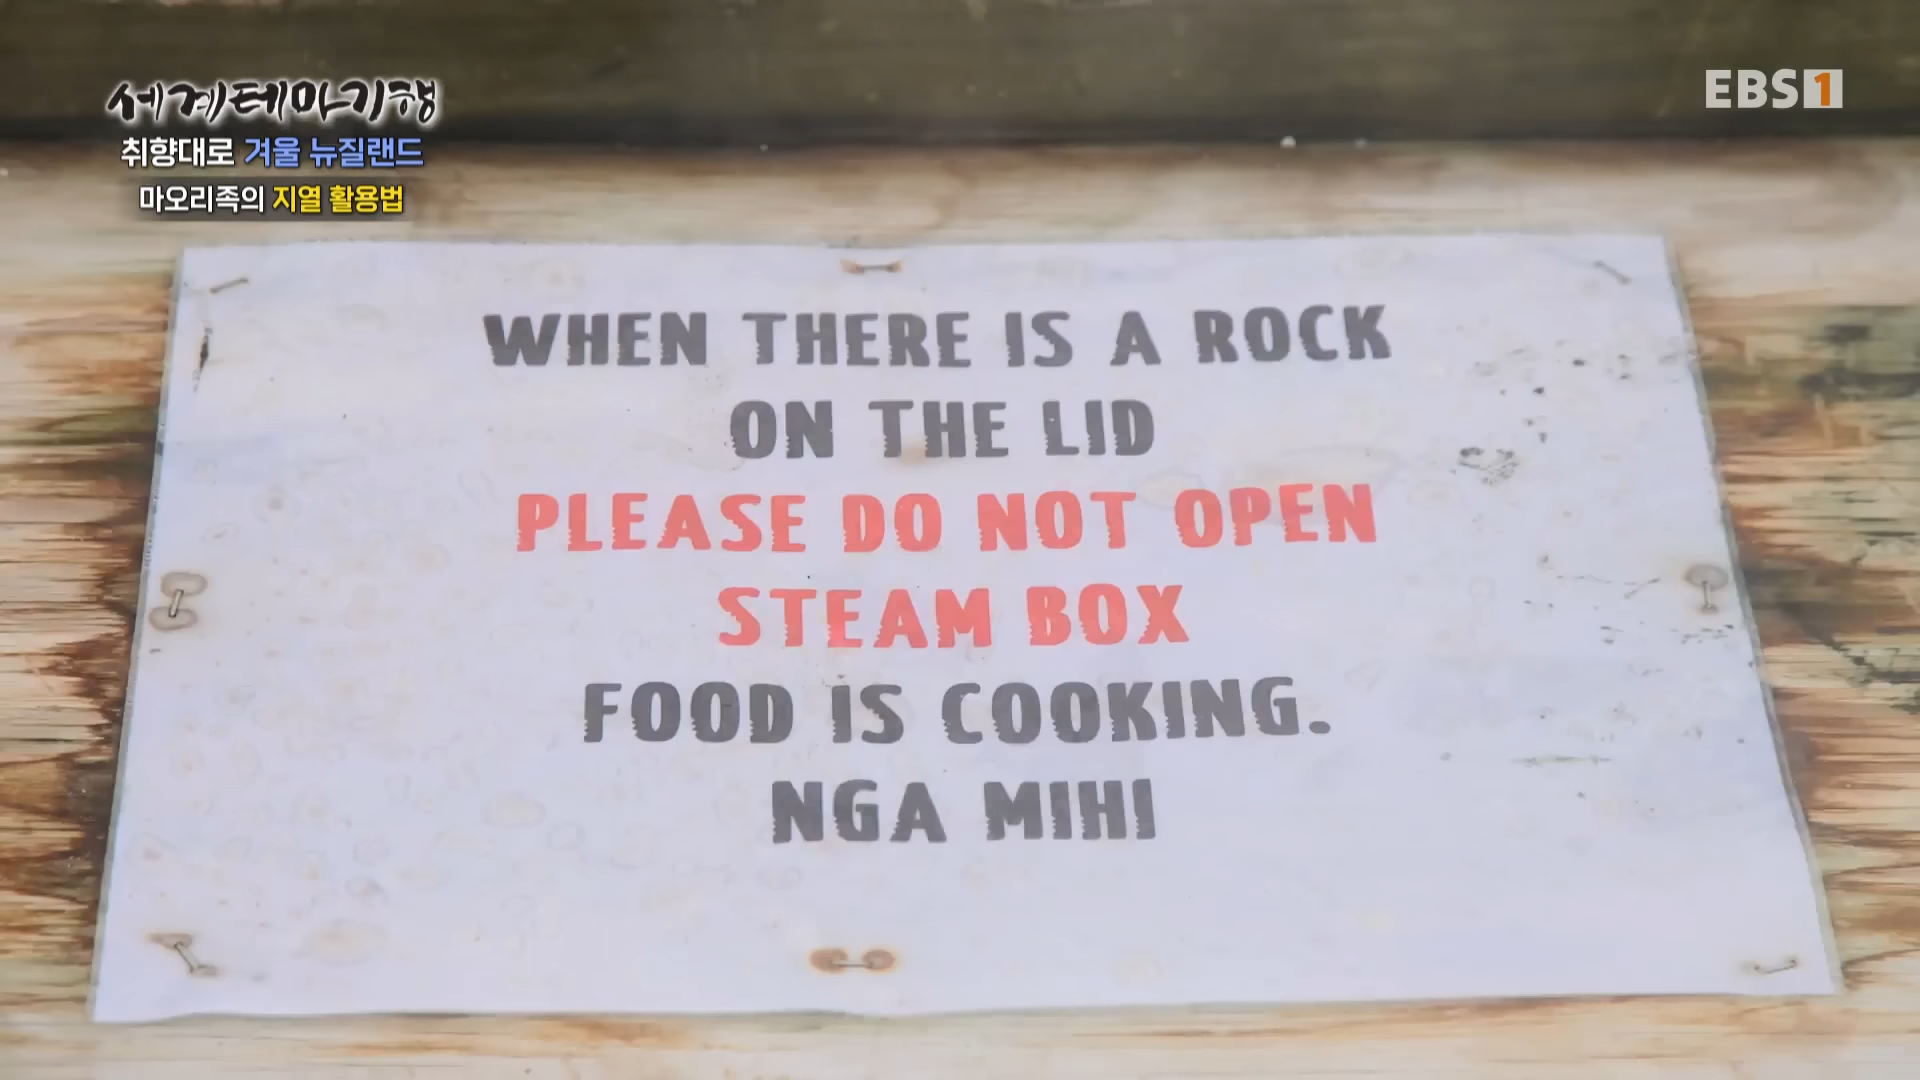 세계테마기행
취향대로 겨울 뉴질랜드
마오리족의 지열 활용법
EBS1
WHEN THERE IS A ROCK
ON THE LID
PLEASE DO NOT OPEN
STEAM BOX
FOOD IS COOKING.
NGA MIHI